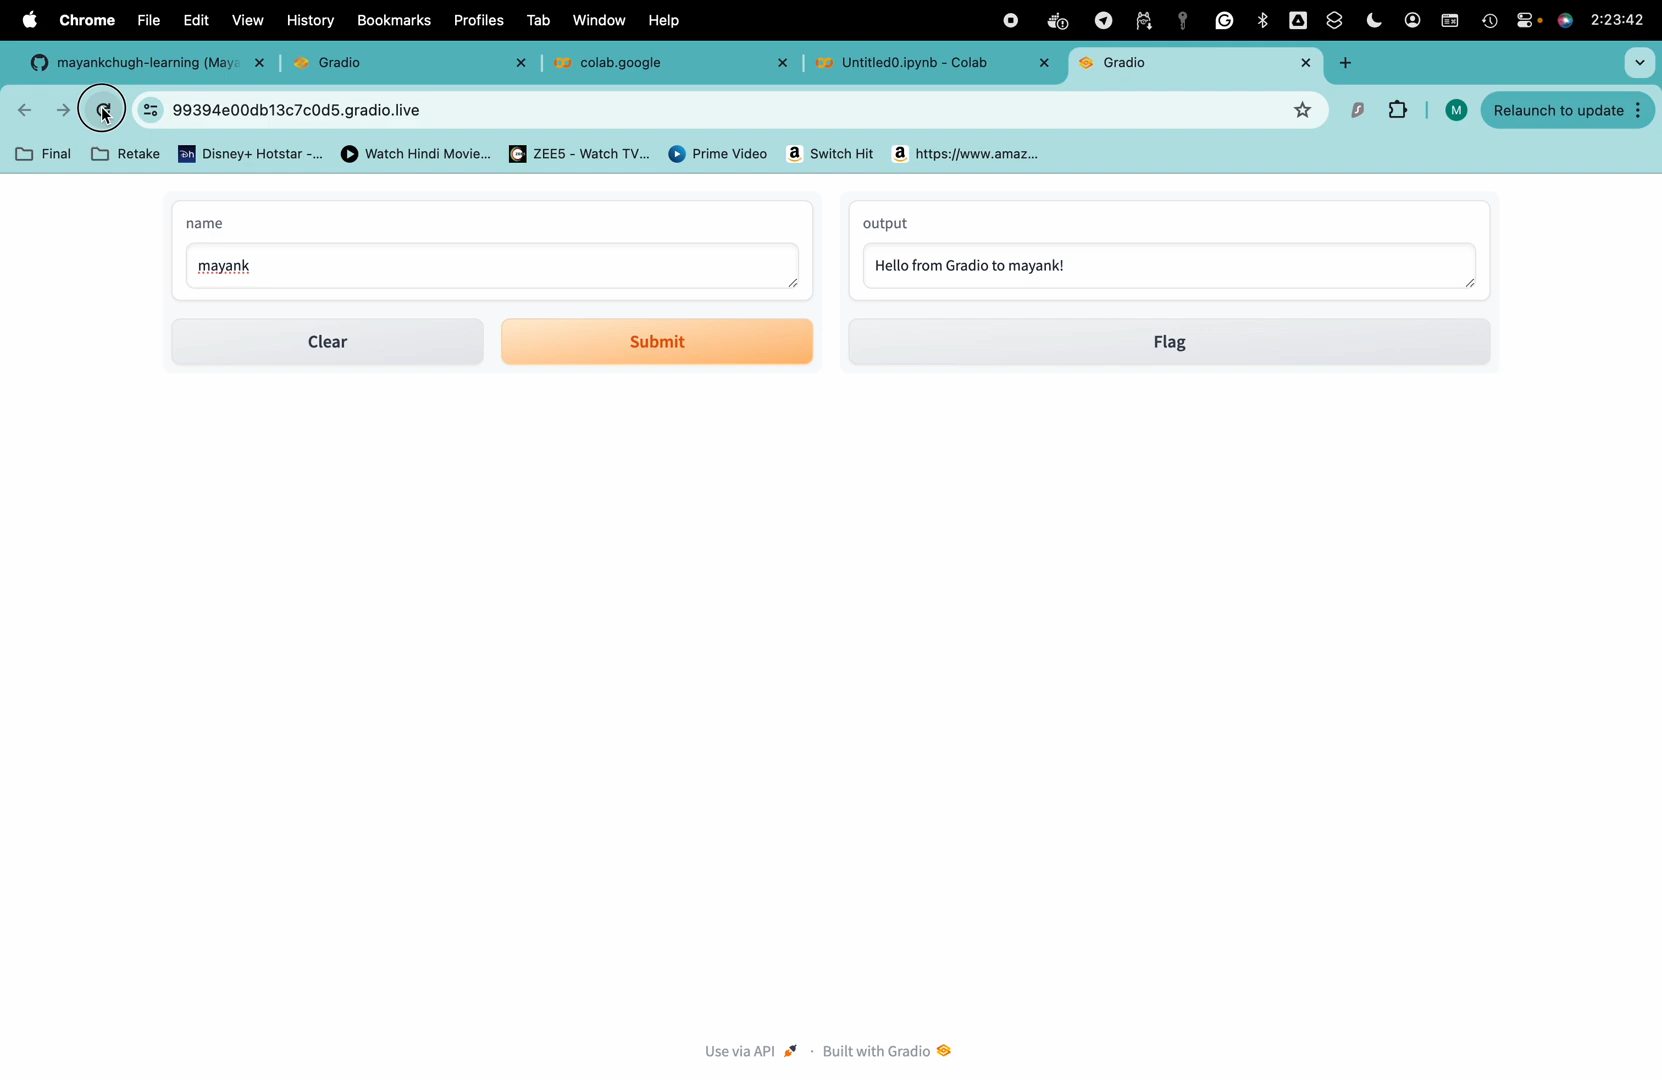 Chrome File Edit View History Bookmarks Profiles Tab Window Help 2:23:42
mayankchugh-learning (Maya Gradio colab.google Untitled0.ipynb - Colab Gradio
99394e00db13c7c0d5.gradio.live M Relaunch to update
Final Retake Disney+ Hotstar -... Watch Hindi Movie... ZEE5 - Watch TV... Prime Video Switch Hit https://www.amaz...
name output
mayank Hello from Gradio to mayank!
Clear Submit Flag
Use via API · Built with Gradio